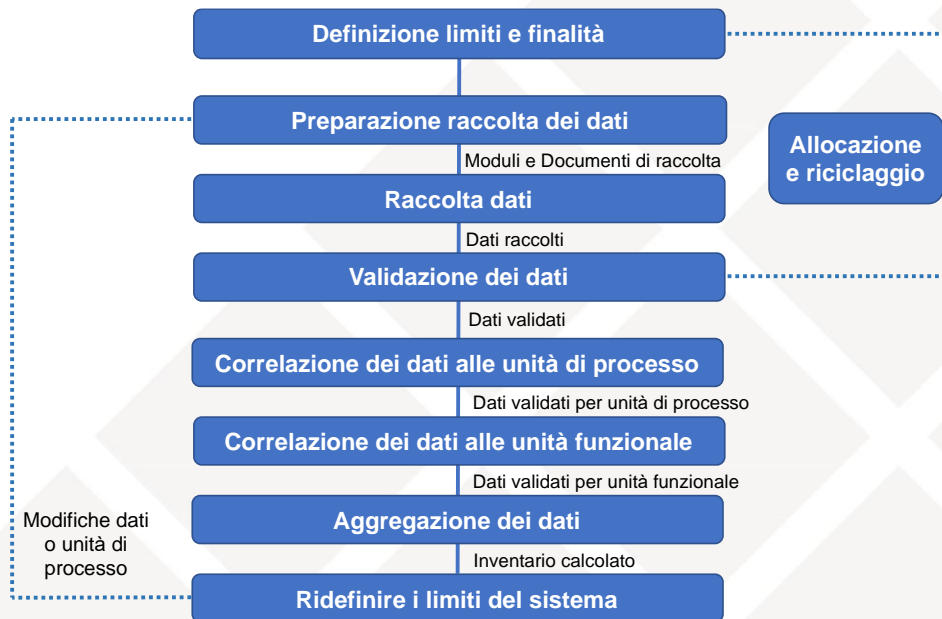 Definizione limiti e finalità
Preparazione raccolta dei dati
Moduli e Documenti di raccolta
Allocazione
e riciclaggio
Raccolta dati
Dati raccolti
Validazione dei dati
Dati validati
Correlazione dei dati alle unità di processo
Dati validati per unità di processo
Correlazione dei dati alle unità funzionale
Dati validati per unità funzionale
Aggregazione dei dati
Modifiche dati
o unità di
processo
Inventario calcolato
Ridefinire i limiti del sistema